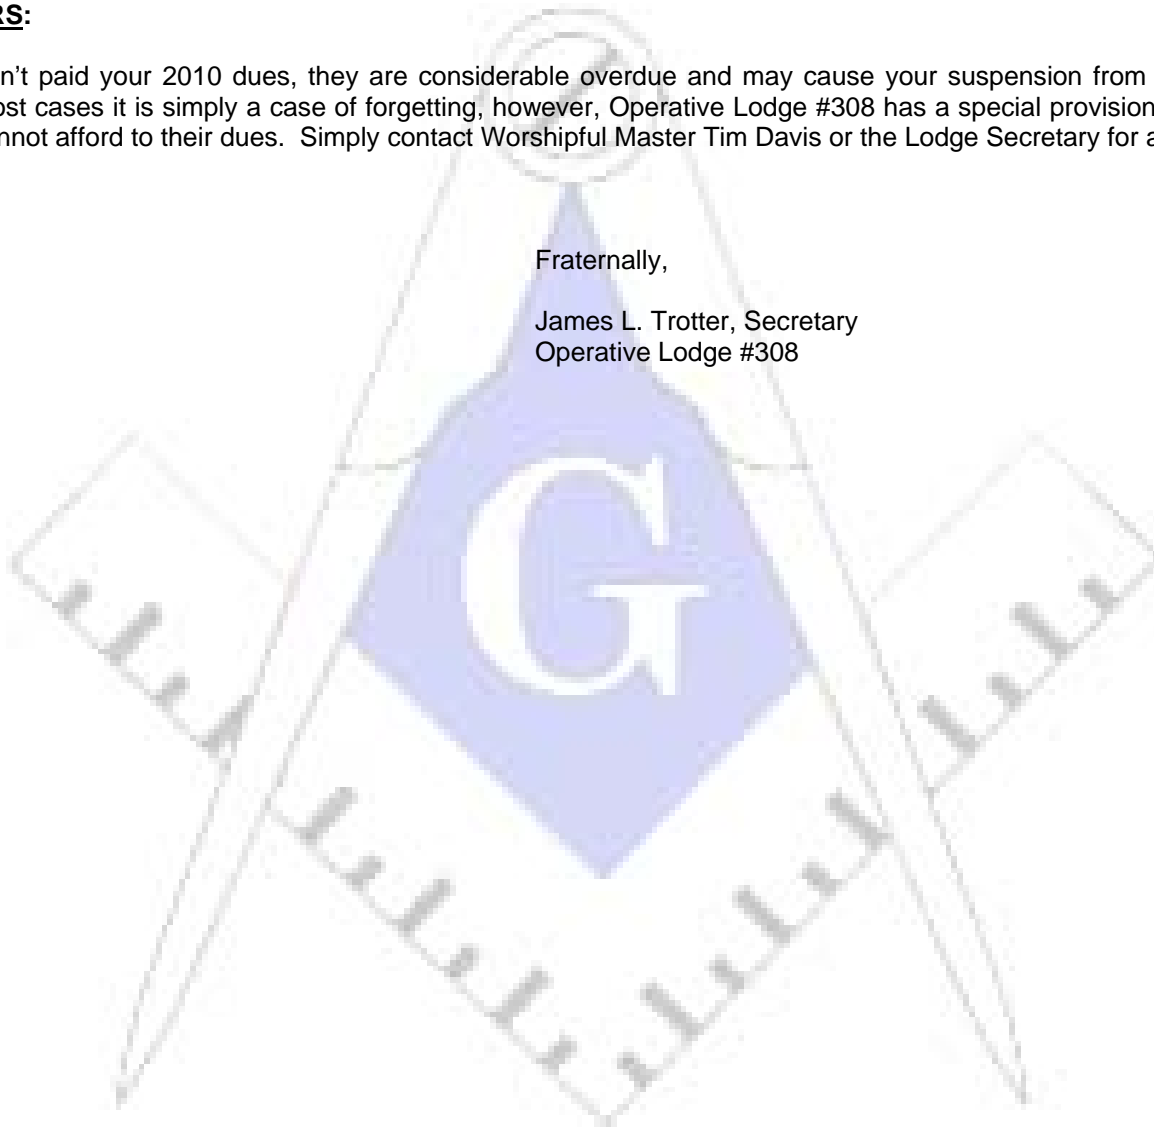 RS:
n't paid your 2010 dues, they are considerable overdue and may cause your suspension from
ost cases it is simply a case of forgetting, however, Operative Lodge #308 has a special provision
nnot afford to their dues. Simply contact Worshipful Master Tim Davis or the Lodge Secretary for a
Fraternally,
James L. Trotter, Secretary
Operative Lodge #308
G